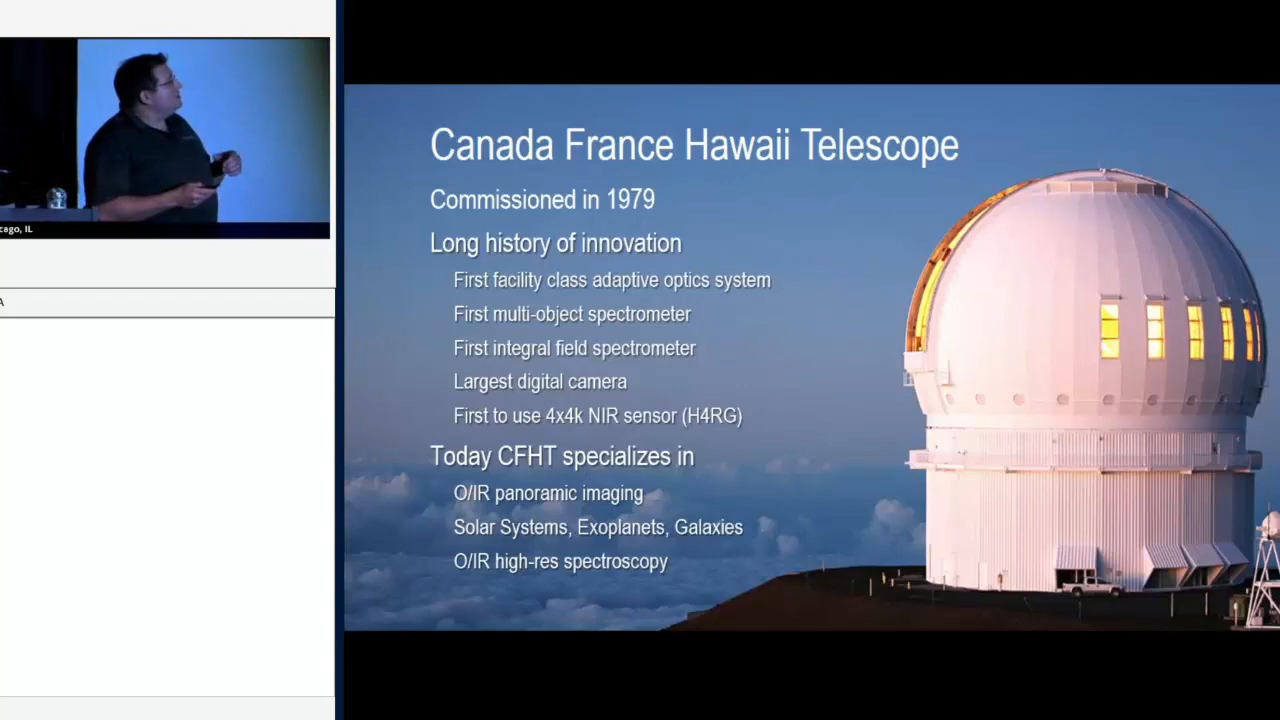 cago, IL
A
Canada France Hawaii Telescope
Commissioned in 1979
Long history of innovation
First facility class adaptive optics system
First multi-object spectrometer
First integral field spectrometer
Largest digital camera
First to use 4x4k NIR sensor (H4RG)
Today CFHT specializes in
O/IR panoramic imaging
Solar Systems, Exoplanets, Galaxies
O/IR high-res spectroscopy